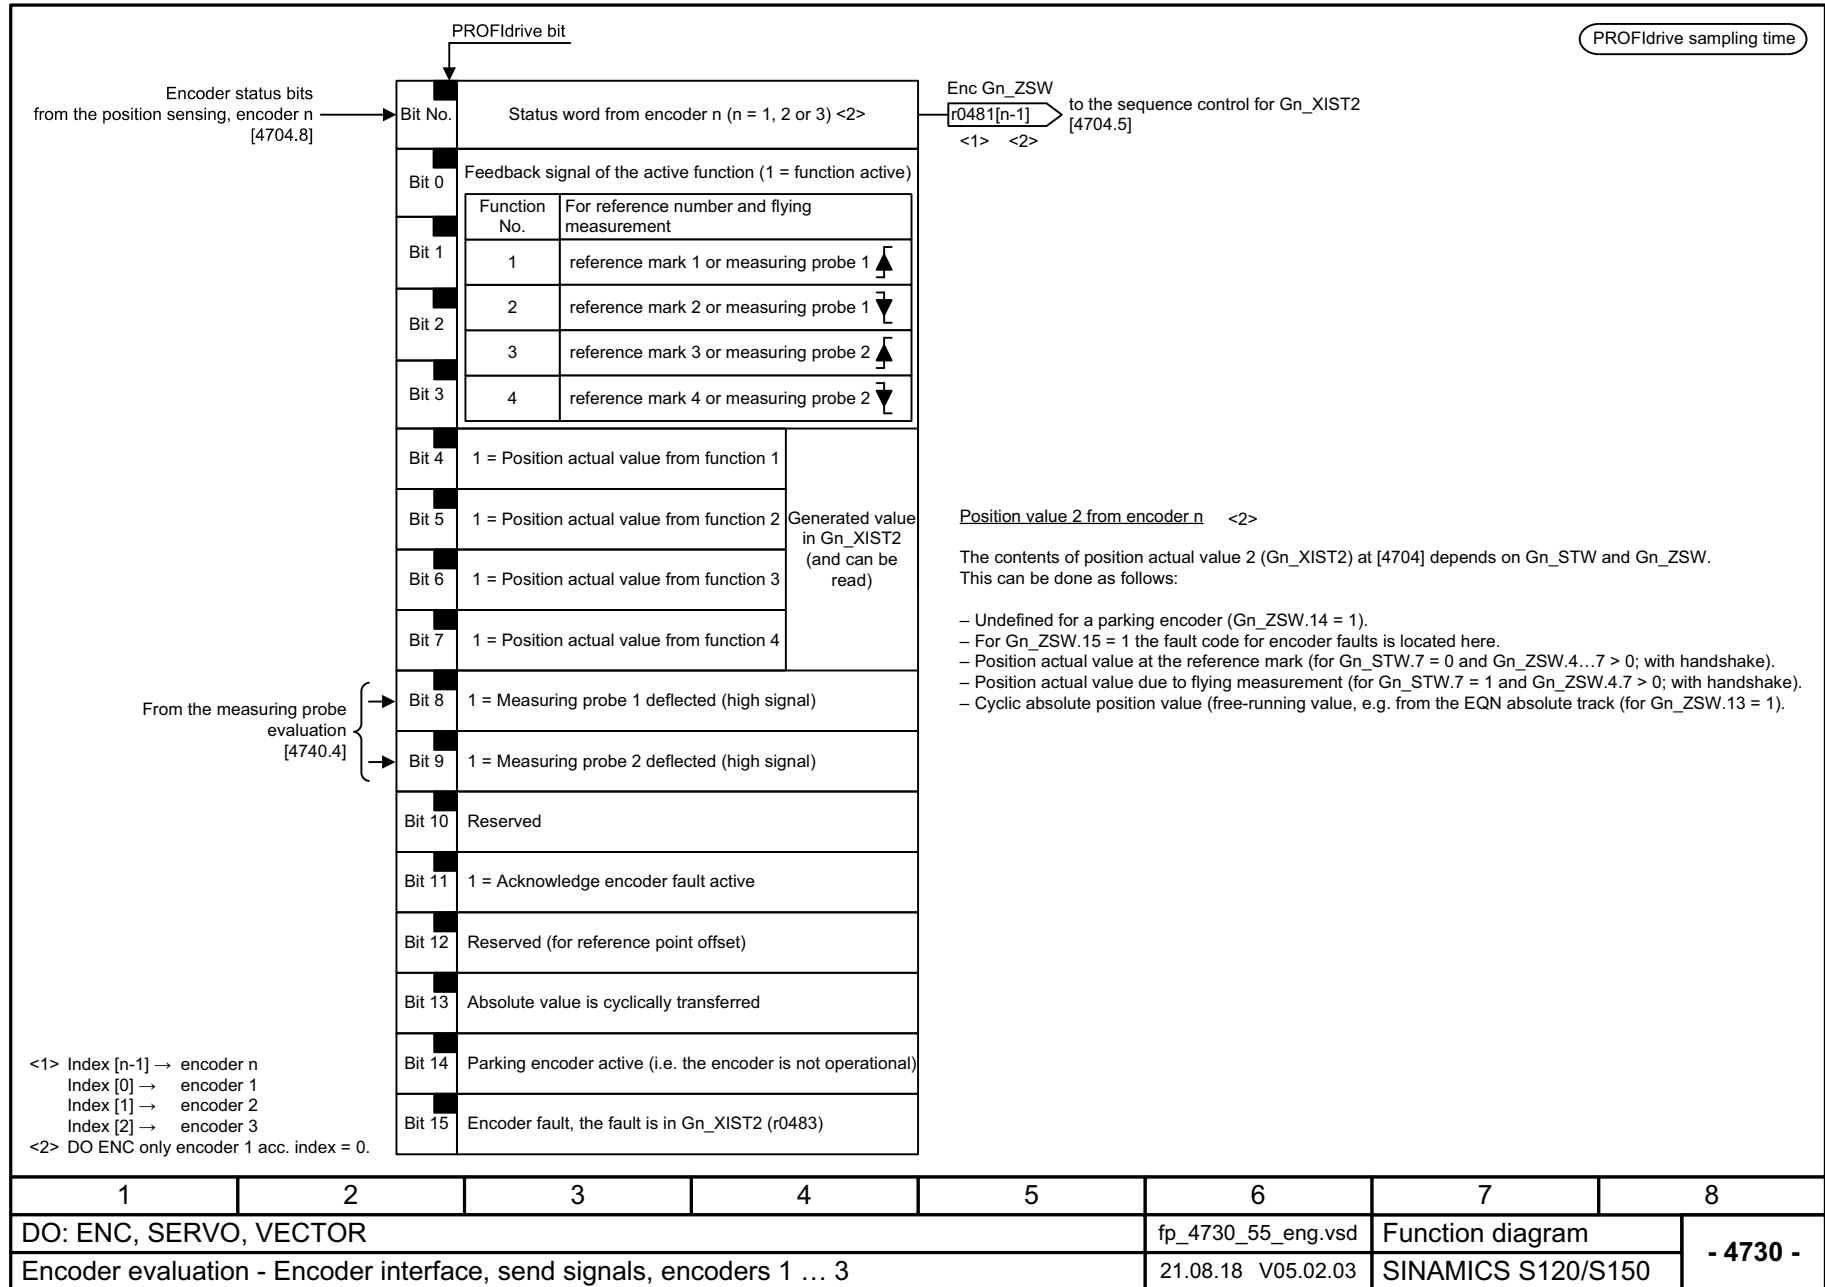 PROFIdrive bit
PROFIdrive sampling time
Encoder status bits
from the position sensing, encoder n
[4704.8]
Bit No.
Status word from encoder n (n = 1, 2 or 3) <2>
Enc Gn_ZSW
r0481[n-1]
<1> <2>
to the sequence control for Gn_XIST2
[4704.5]
Bit 0
Feedback signal of the active function (1 = function active)
Function
No.
For reference number and flying
measurement
Bit 1
1
reference mark 1 or measuring probe 1
Bit 2
2
reference mark 2 or measuring probe 1
3
reference mark 3 or measuring probe 2
Bit 3
4
reference mark 4 or measuring probe 2
Bit 4
1 = Position actual value from function 1
Bit 5
1 = Position actual value from function 2
Bit 6
1 = Position actual value from function 3
Bit 7
1 = Position actual value from function 4
Generated value
in Gn_XIST2
(and can be
read)
Position value 2 from encoder n <2>
The contents of position actual value 2 (Gn_XIST2) at [4704] depends on Gn_STW and Gn_ZSW.
This can be done as follows:
– Undefined for a parking encoder (Gn_ZSW.14 = 1).
– For Gn_ZSW.15 = 1 the fault code for encoder faults is located here.
– Position actual value at the reference mark (for Gn_STW.7 = 0 and Gn_ZSW.4…7 > 0; with handshake).
– Position actual value due to flying measurement (for Gn_STW.7 = 1 and Gn_ZSW.4.7 > 0; with handshake).
– Cyclic absolute position value (free-running value, e.g. from the EQN absolute track (for Gn_ZSW.13 = 1).
From the measuring probe
evaluation
[4740.4]
Bit 8
1 = Measuring probe 1 deflected (high signal)
Bit 9
1 = Measuring probe 2 deflected (high signal)
Bit 10
Reserved
Bit 11
1 = Acknowledge encoder fault active
Bit 12
Reserved (for reference point offset)
Bit 13
Absolute value is cyclically transferred
Bit 14
Parking encoder active (i.e. the encoder is not operational)
Bit 15
Encoder fault, the fault is in Gn_XIST2 (r0483)
<1> Index [n-1] → encoder n
Index [0] → encoder 1
Index [1] → encoder 2
Index [2] → encoder 3
<2> DO ENC only encoder 1 acc. index = 0.
1 2 3 4 5 6 7 8
DO: ENC, SERVO, VECTOR
fp_4730_55_eng.vsd
Function diagram
- 4730 -
Encoder evaluation - Encoder interface, send signals, encoders 1 … 3
21.08.18 V05.02.03
SINAMICS S120/S150